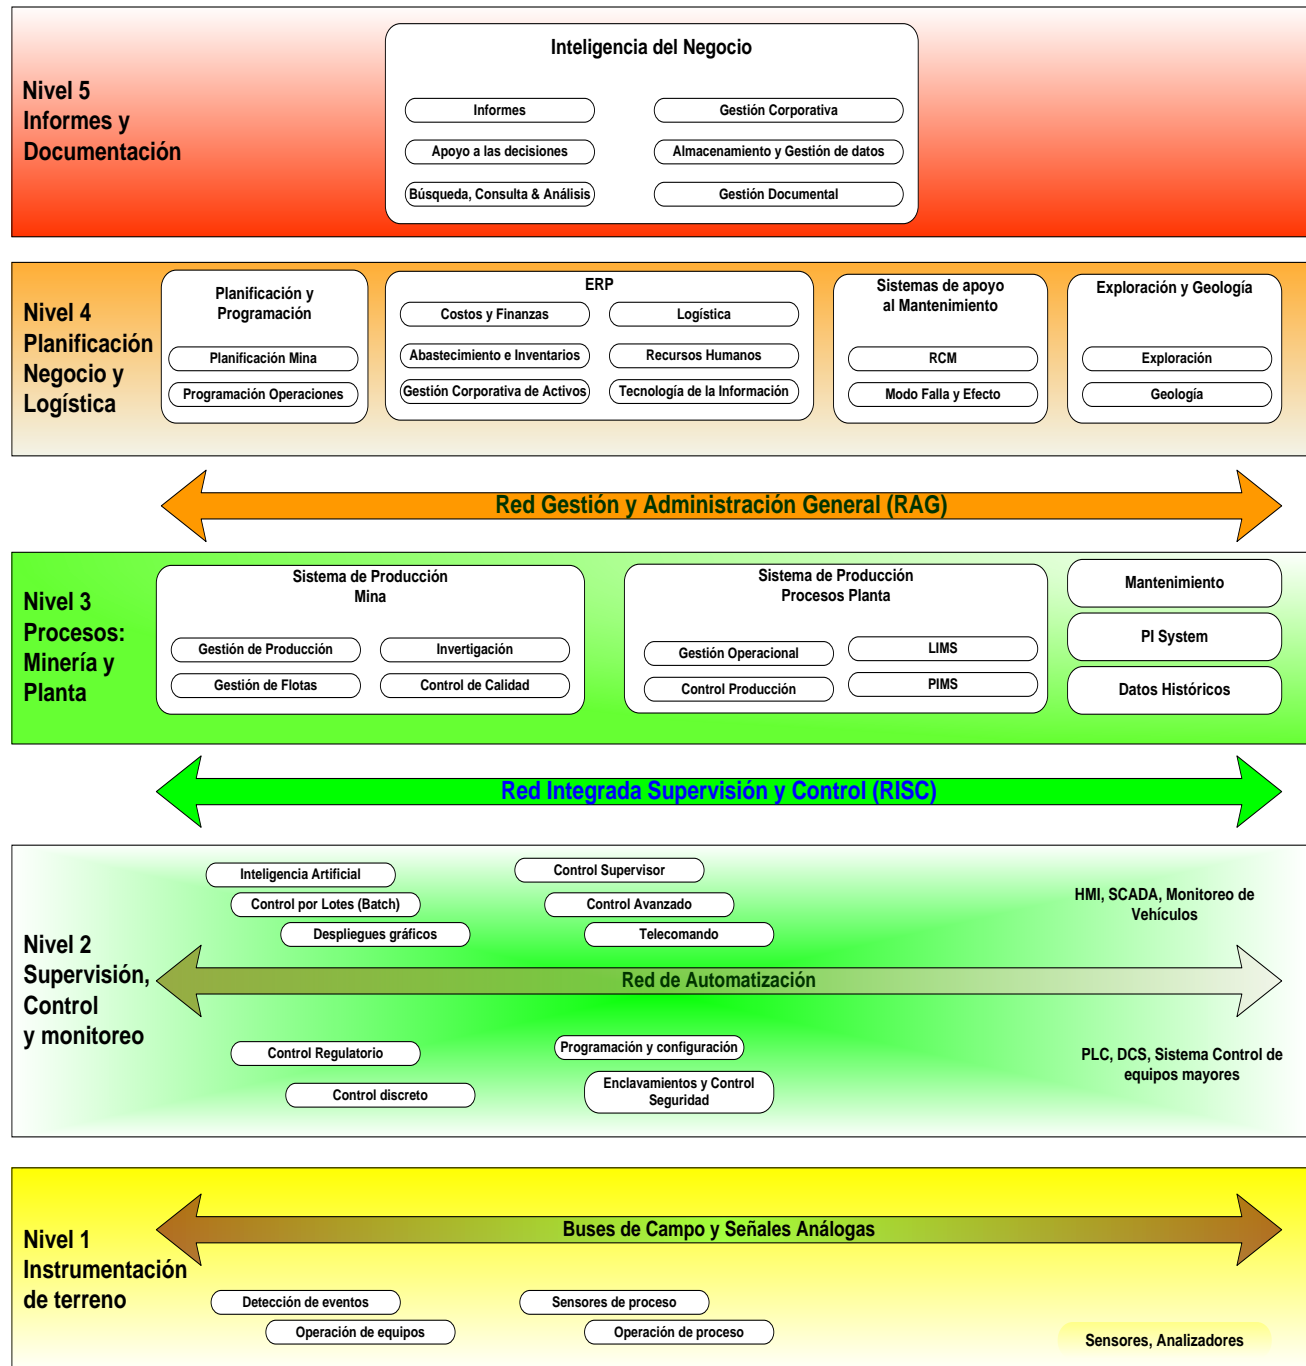 Nivel 5
Informes y
Documentación
Inteligencia del Negocio
Informes
Gestión Corporativa
Apoyo a las decisiones
Almacenamiento y Gestión de datos
Búsqueda, Consulta & Análisis
Gestión Documental
Nivel 4
Planificación
Negocio y
Logística
Planificación y
Programación
Planificación Mina
Programación Operaciones
ERP
Costos y Finanzas
Logística
Abastecimiento e Inventarios
Recursos Humanos
Gestión Corporativa de Activos
Tecnología de la Información
Sistemas de apoyo
al Mantenimiento
RCM
Modo Falla y Efecto
Exploración y Geología
Exploración
Geología
Red Gestión y Administración General (RAG)
Nivel 3
Procesos:
Minería y
Planta
Sistema de Producción
Mina
Gestión de Producción
Invertigación
Gestión de Flotas
Control de Calidad
Sistema de Producción
Procesos Planta
Gestión Operacional
LIMS
Control Producción
PIMS
Mantenimiento
PI System
Datos Históricos
Red Integrada Supervisión y Control (RISC)
Nivel 2
Supervisión,
Control
y monitoreo
Inteligencia Artificial
Control Supervisor
Control por Lotes (Batch)
Control Avanzado
Despliegues gráficos
Telecomando
HMI, SCADA, Monitoreo de
Vehículos
Red de Automatización
Control Regulatorio
Programación y configuración
Control discreto
Enclavamientos y Control
Seguridad
PLC, DCS, Sistema Control de
equipos mayores
Nivel 1
Instrumentación
de terreno
Buses de Campo y Señales Análogas
Detección de eventos
Sensores de proceso
Operación de equipos
Operación de proceso
Sensores, Analizadores